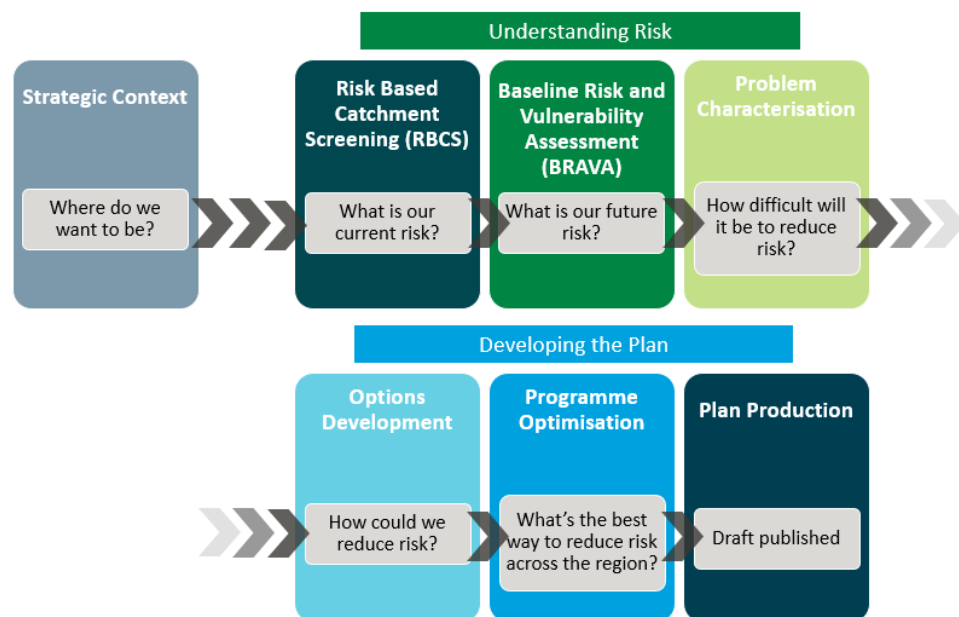 Understanding Risk
Strategic Context
Where do we
want to be?
Risk Based
Catchment
Screening (RBCS)
What is our
current risk?
Baseline Risk and
Vulnerability
Assessment
(BRAVA)
What is our future
risk?
Problem
Characterisation
How difficult will
it be to reduce
risk?
Developing the Plan
Options
Development
How could we
reduce risk?
Programme
Optimisation
What's the best
way to reduce risk
across the region?
Plan Production
Draft published